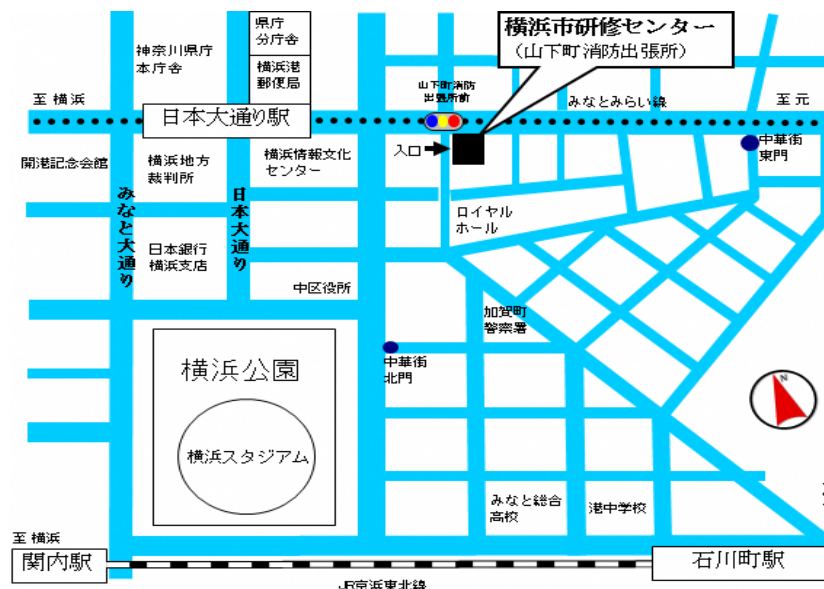 横浜市研修センター
（山下町消防出張所）
県庁
分庁舎
神奈川県庁
本庁舎
横浜港
郵便局
山下町消防
出張所前
至 横浜
みなとみらい線
至 元
日本大通り駅
入口
中華街
東門
開港記念会館
横浜地方
裁判所
横浜情報文化
センター
みなと大通り
日本大通り
ロイヤル
ホール
日本銀行
横浜支店
中区役所
加賀町
警察署
横浜公園
中華街
北門
N
横浜スタジアム
みなと総合
高校
港中学校
至 横浜
関内駅
石川町駅
JR京浜東北線